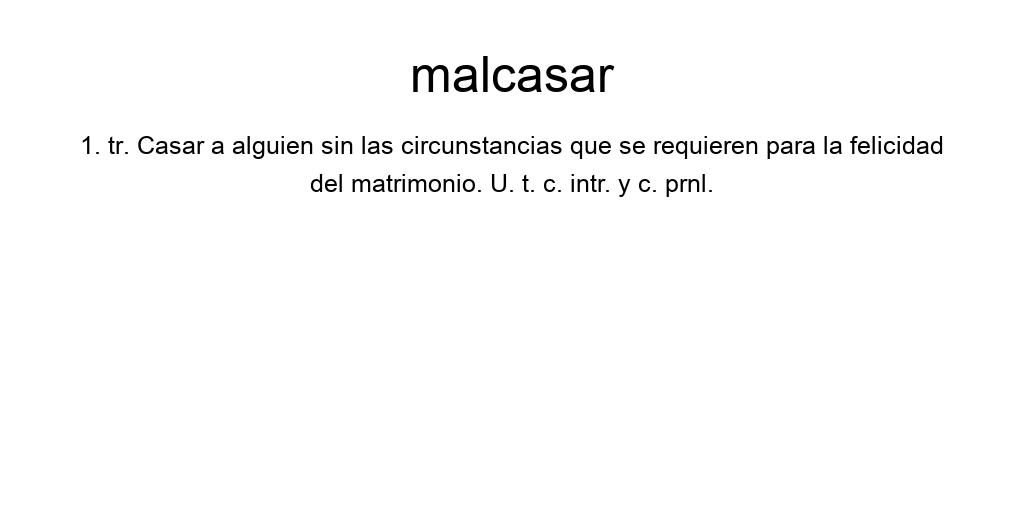 malcasar
1. tr. Casar a alguien sin las circunstancias que se requieren para la felicidad
del matrimonio. U. t. c. intr. y c. prnl.